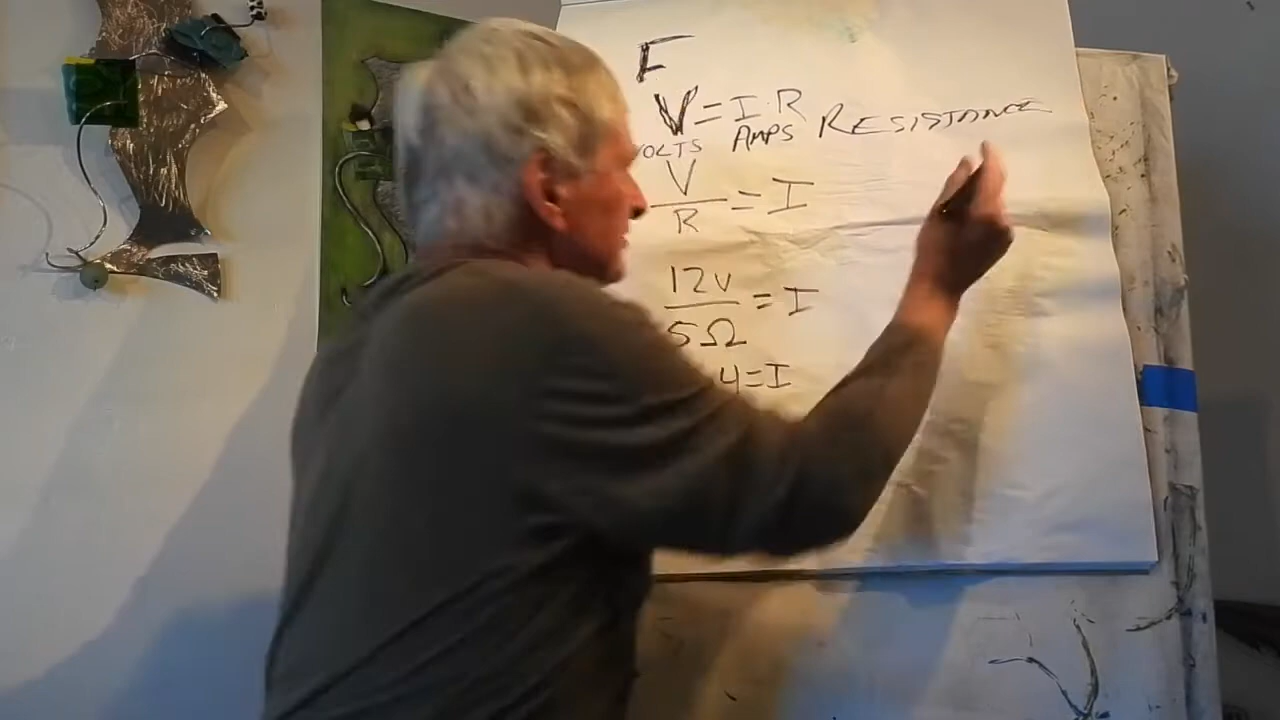 V = I·R
VOLTS AMPS RESISTANCE
V
R = I
12V
5Ω = I
4 = I